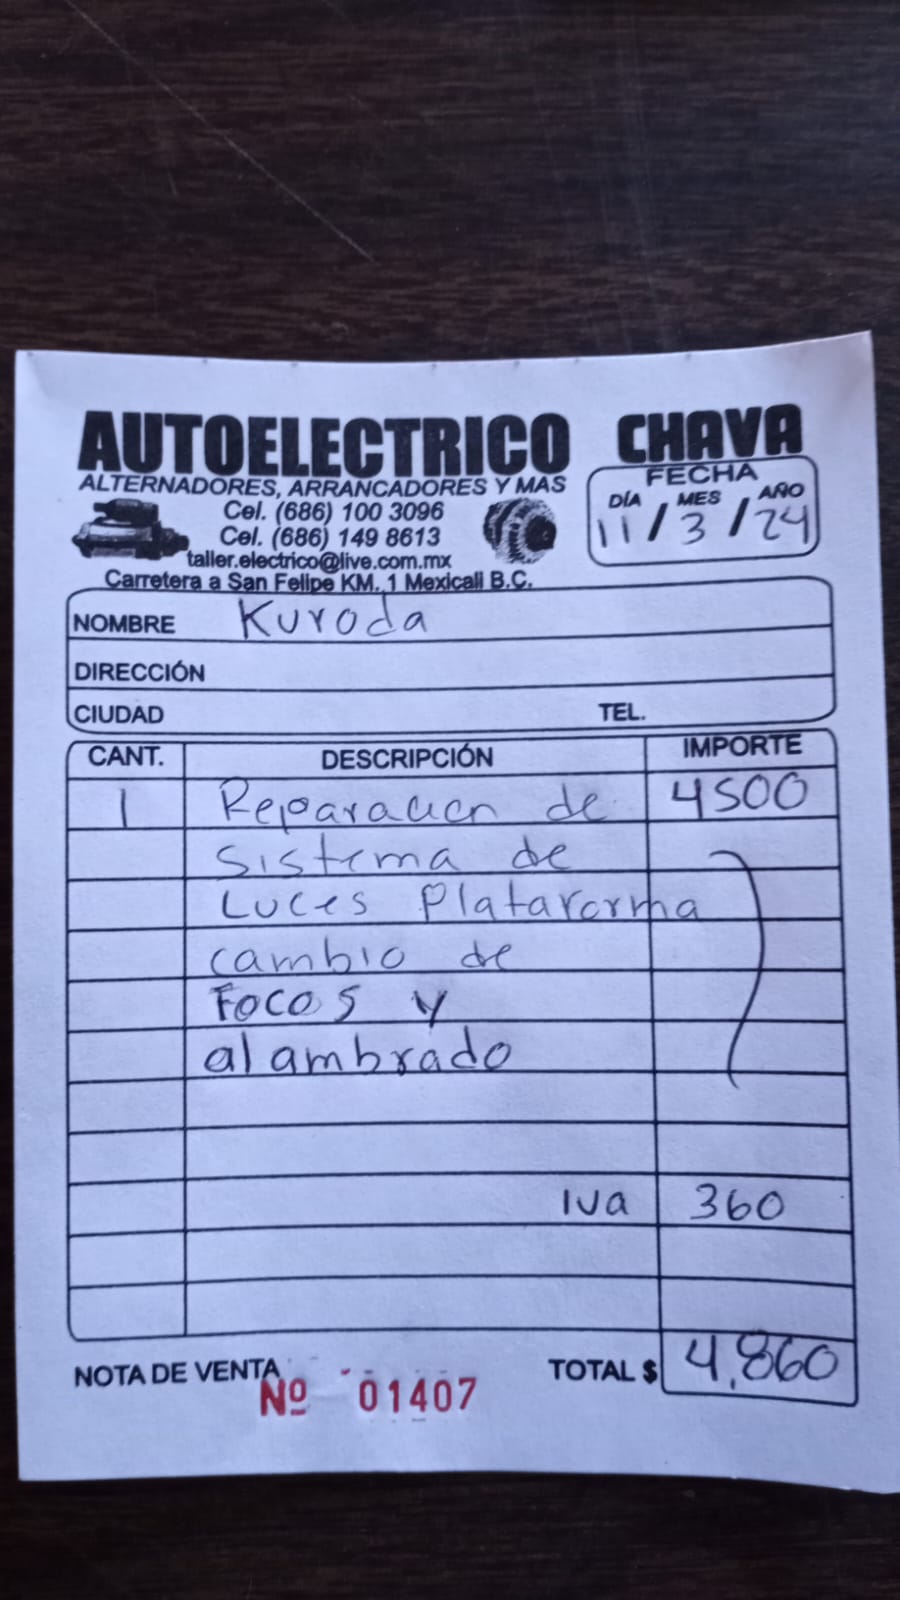 AUTOELECTRICO CHAVA
ALTERNADORES, ARRANCADORES Y MAS
Cel. (686) 100 3096
Cel. (686) 149 8613
taller.electrico@live.com.mx
Carretera a San Felipe KM. 1 Mexicali B.C.
FECHA
DÍA MES AÑO
11 / 3 / 24
NOMBRE Kuroda
DIRECCIÓN
CIUDAD TEL.
CANT. DESCRIPCIÓN IMPORTE
1 Reparacion de 4500
sistema de
Luces Plataforma
cambio de
Focos y
alambrado
Iva 360
NOTA DE VENTA Nº 01407 TOTAL $ 4,860